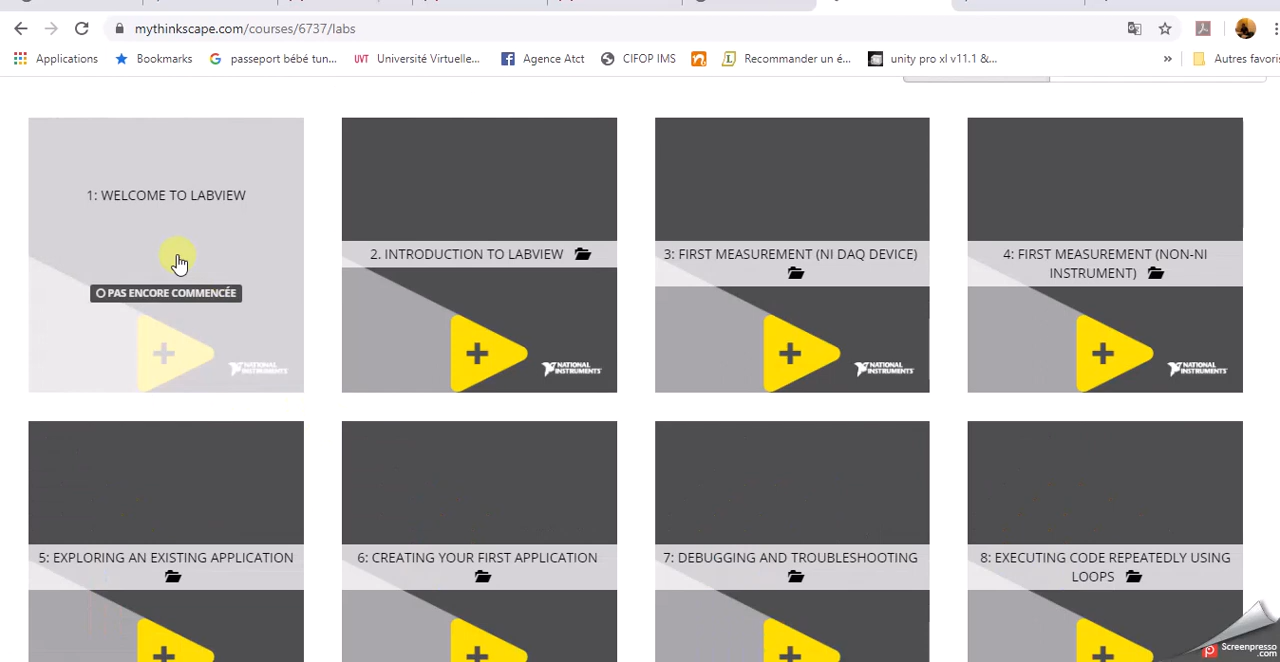 mythinkscape.com/courses/6737/labs
Applications Bookmarks passeport bébé tun... UVT Université Virtuelle... Agence Atct CIFOP IMS Recommander un é... unity pro xl v11.1 &... » Autres favoris
1: WELCOME TO LABVIEW
PAS ENCORE COMMENCÉE
NATIONAL INSTRUMENTS
2. INTRODUCTION TO LABVIEW
NATIONAL INSTRUMENTS
3: FIRST MEASUREMENT (NI DAQ DEVICE)
NATIONAL INSTRUMENTS
4: FIRST MEASUREMENT (NON-NI
INSTRUMENT)
NATIONAL INSTRUMENTS
5: EXPLORING AN EXISTING APPLICATION
6: CREATING YOUR FIRST APPLICATION
7: DEBUGGING AND TROUBLESHOOTING
8: EXECUTING CODE REPEATEDLY USING
LOOPS
Screenpresso
.com